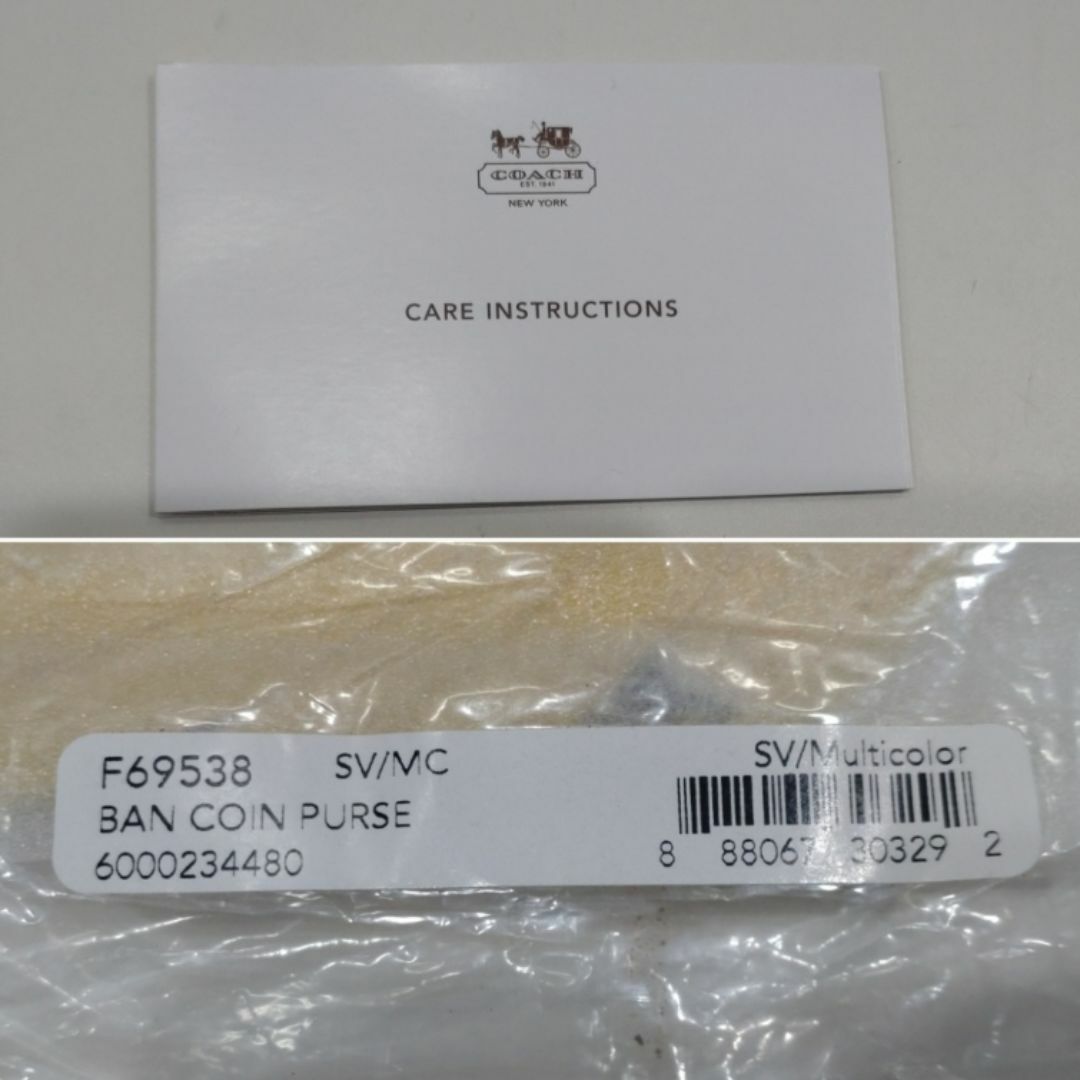 COACH
EST. 1941
NEW YORK
CARE INSTRUCTIONS
F69538 SV/MC SV/Multicolor
BAN COIN PURSE
6000234480
8 88067 30329 2